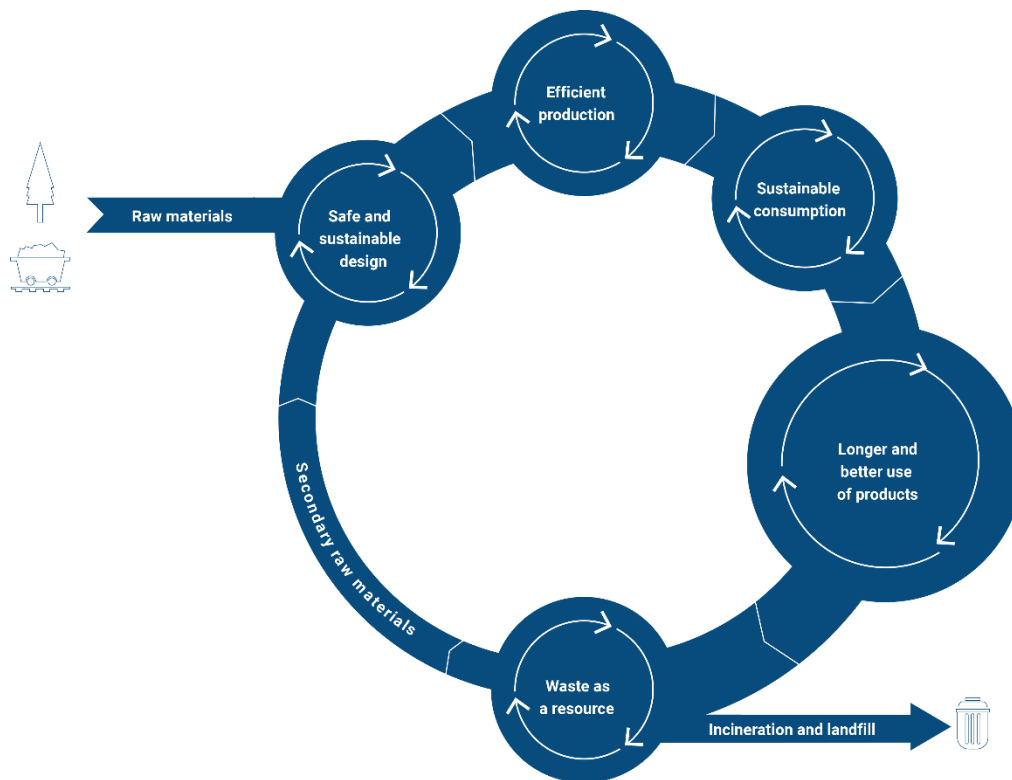 Efficient
production
Sustainable
consumption
Raw materials
Safe and
sustainable
design
Longer and
better use
of products
Secondary raw materials
Waste as
a resource
Incineration and landfill